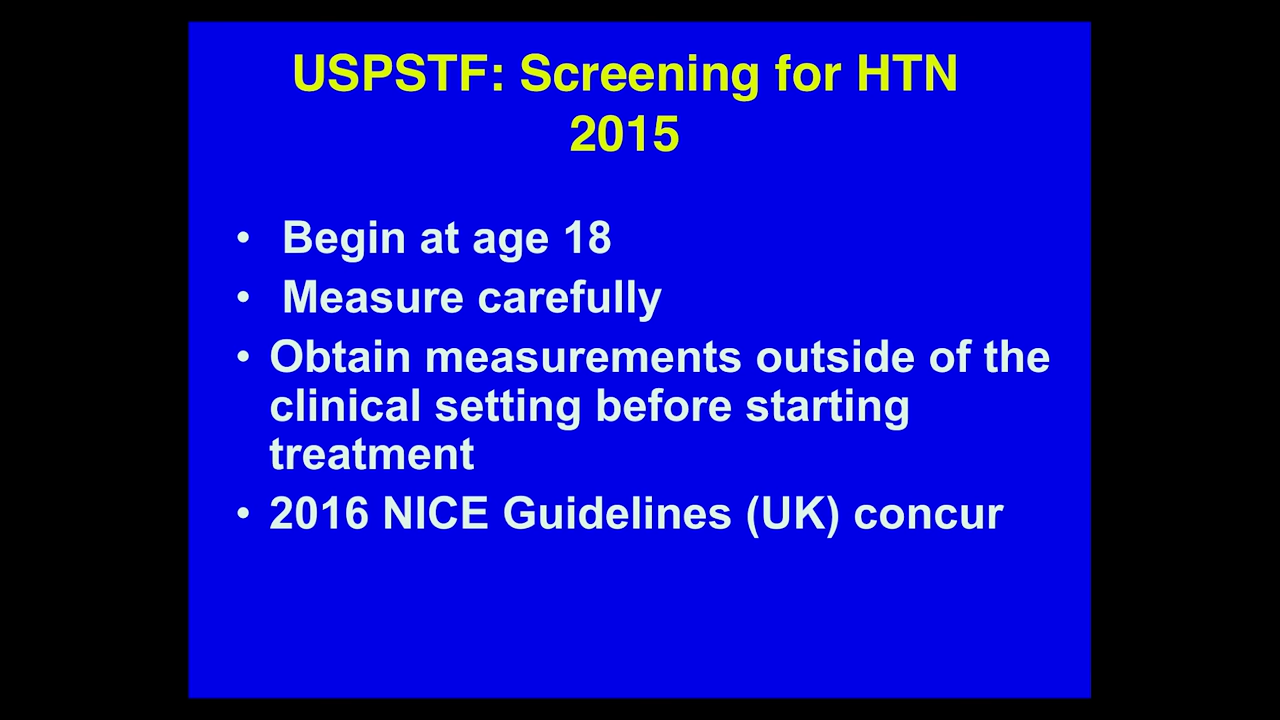 USPSTF: Screening for HTN
2015
• Begin at age 18
• Measure carefully
• Obtain measurements outside of the
clinical setting before starting
treatment
• 2016 NICE Guidelines (UK) concur